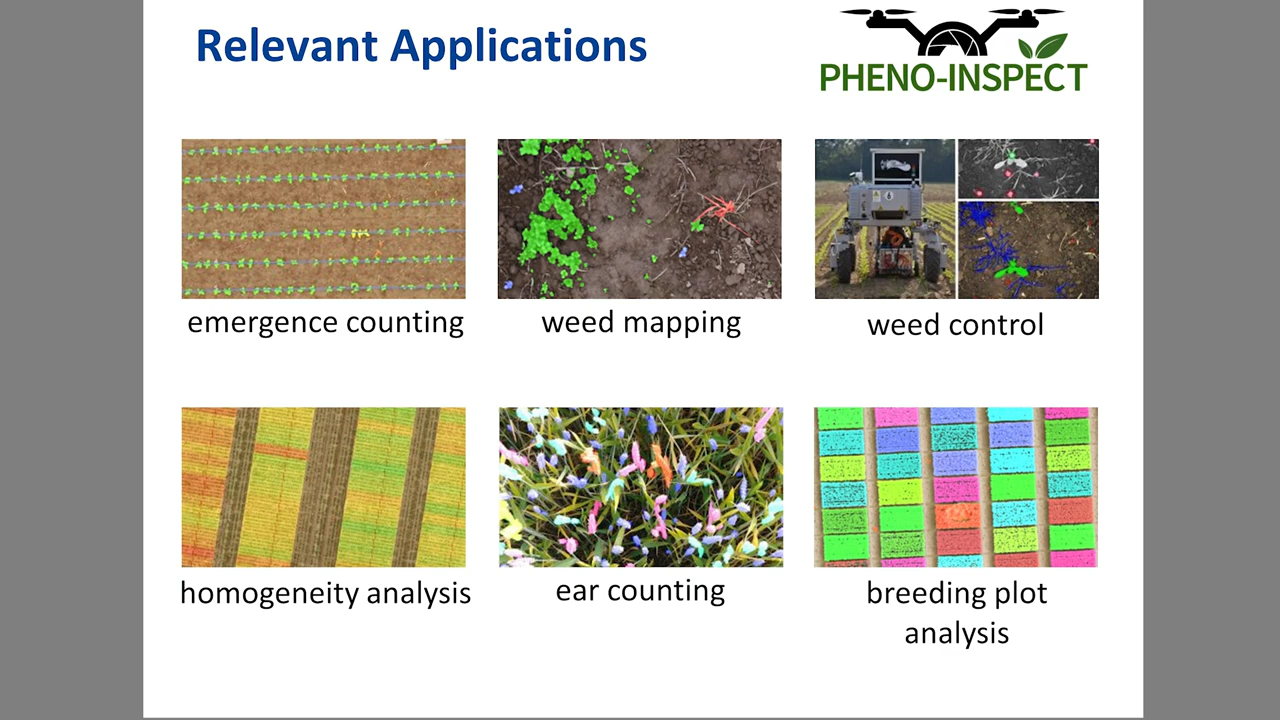 Relevant Applications
PHENO-INSPECT
emergence counting
weed mapping
weed control
homogeneity analysis
ear counting
breeding plot
analysis